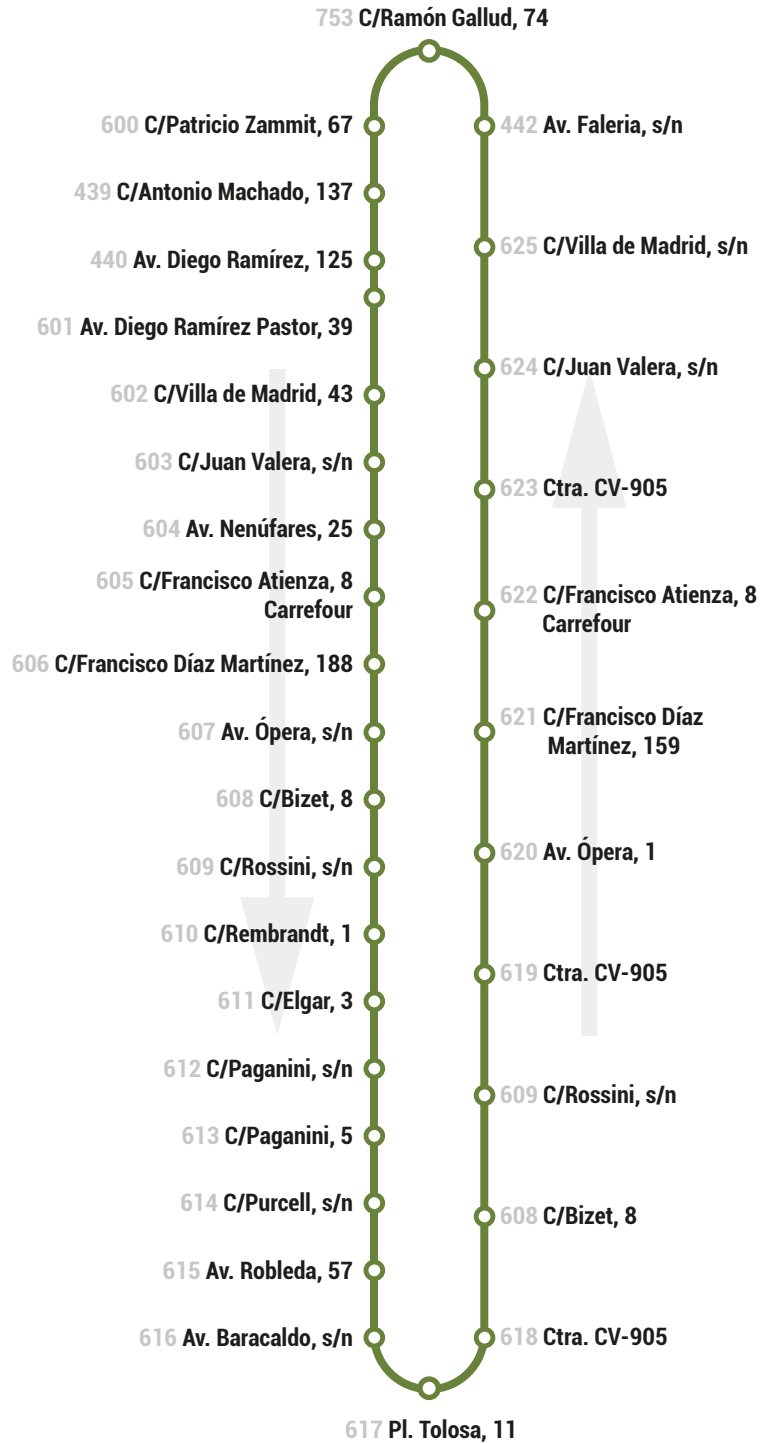 753 C/Ramón Gallud, 74
600 C/Patricio Zammit, 67
439 C/Antonio Machado, 137
440 Av. Diego Ramírez, 125
601 Av. Diego Ramírez Pastor, 39
602 C/Villa de Madrid, 43
603 C/Juan Valera, s/n
604 Av. Nenúfares, 25
605 C/Francisco Atienza, 8
Carrefour
606 C/Francisco Díaz Martínez, 188
607 Av. Ópera, s/n
608 C/Bizet, 8
609 C/Rossini, s/n
610 C/Rembrandt, 1
611 C/Elgar, 3
612 C/Paganini, s/n
613 C/Paganini, 5
614 C/Purcell, s/n
615 Av. Robleda, 57
616 Av. Baracaldo, s/n
442 Av. Faleria, s/n
625 C/Villa de Madrid, s/n
624 C/Juan Valera, s/n
623 Ctra. CV-905
622 C/Francisco Atienza, 8
Carrefour
621 C/Francisco Díaz
Martínez, 159
620 Av. Ópera, 1
619 Ctra. CV-905
609 C/Rossini, s/n
608 C/Bizet, 8
618 Ctra. CV-905
617 Pl. Tolosa, 11